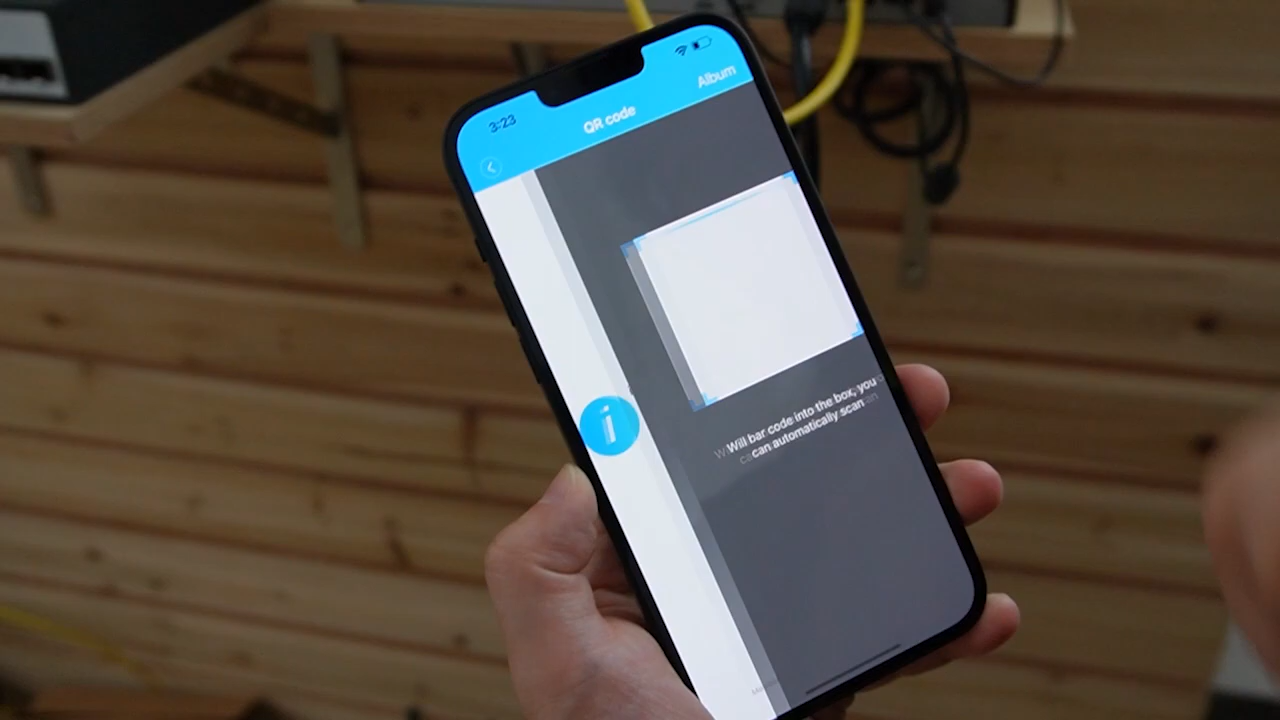 3:23
Album
QR code
i
Will bar code into the box, you
can automatically scan